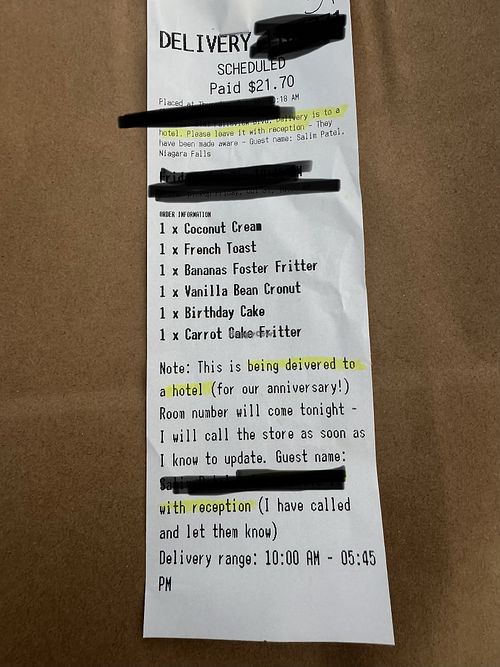 DELIVERY
SCHEDULED
Paid $21.70
Placed at :18 AM
Delivery is to a
hotel. Please leave it with reception - They
have been made aware - Guest name: Salim Patel.
Niagara Falls
ORDER INFORMATION
1 x Coconut Cream
1 x French Toast
1 x Bananas Foster Fritter
1 x Vanilla Bean Cronut
1 x Birthday Cake
1 x Carrot Cake Fritter
Note: This is being deivered to
a hotel (for our anniversary!)
Room number will come tonight -
I will call the store as soon as
I know to update. Guest name:
with reception (I have called
and let them know)
Delivery range: 10:00 AM - 05:45
PM